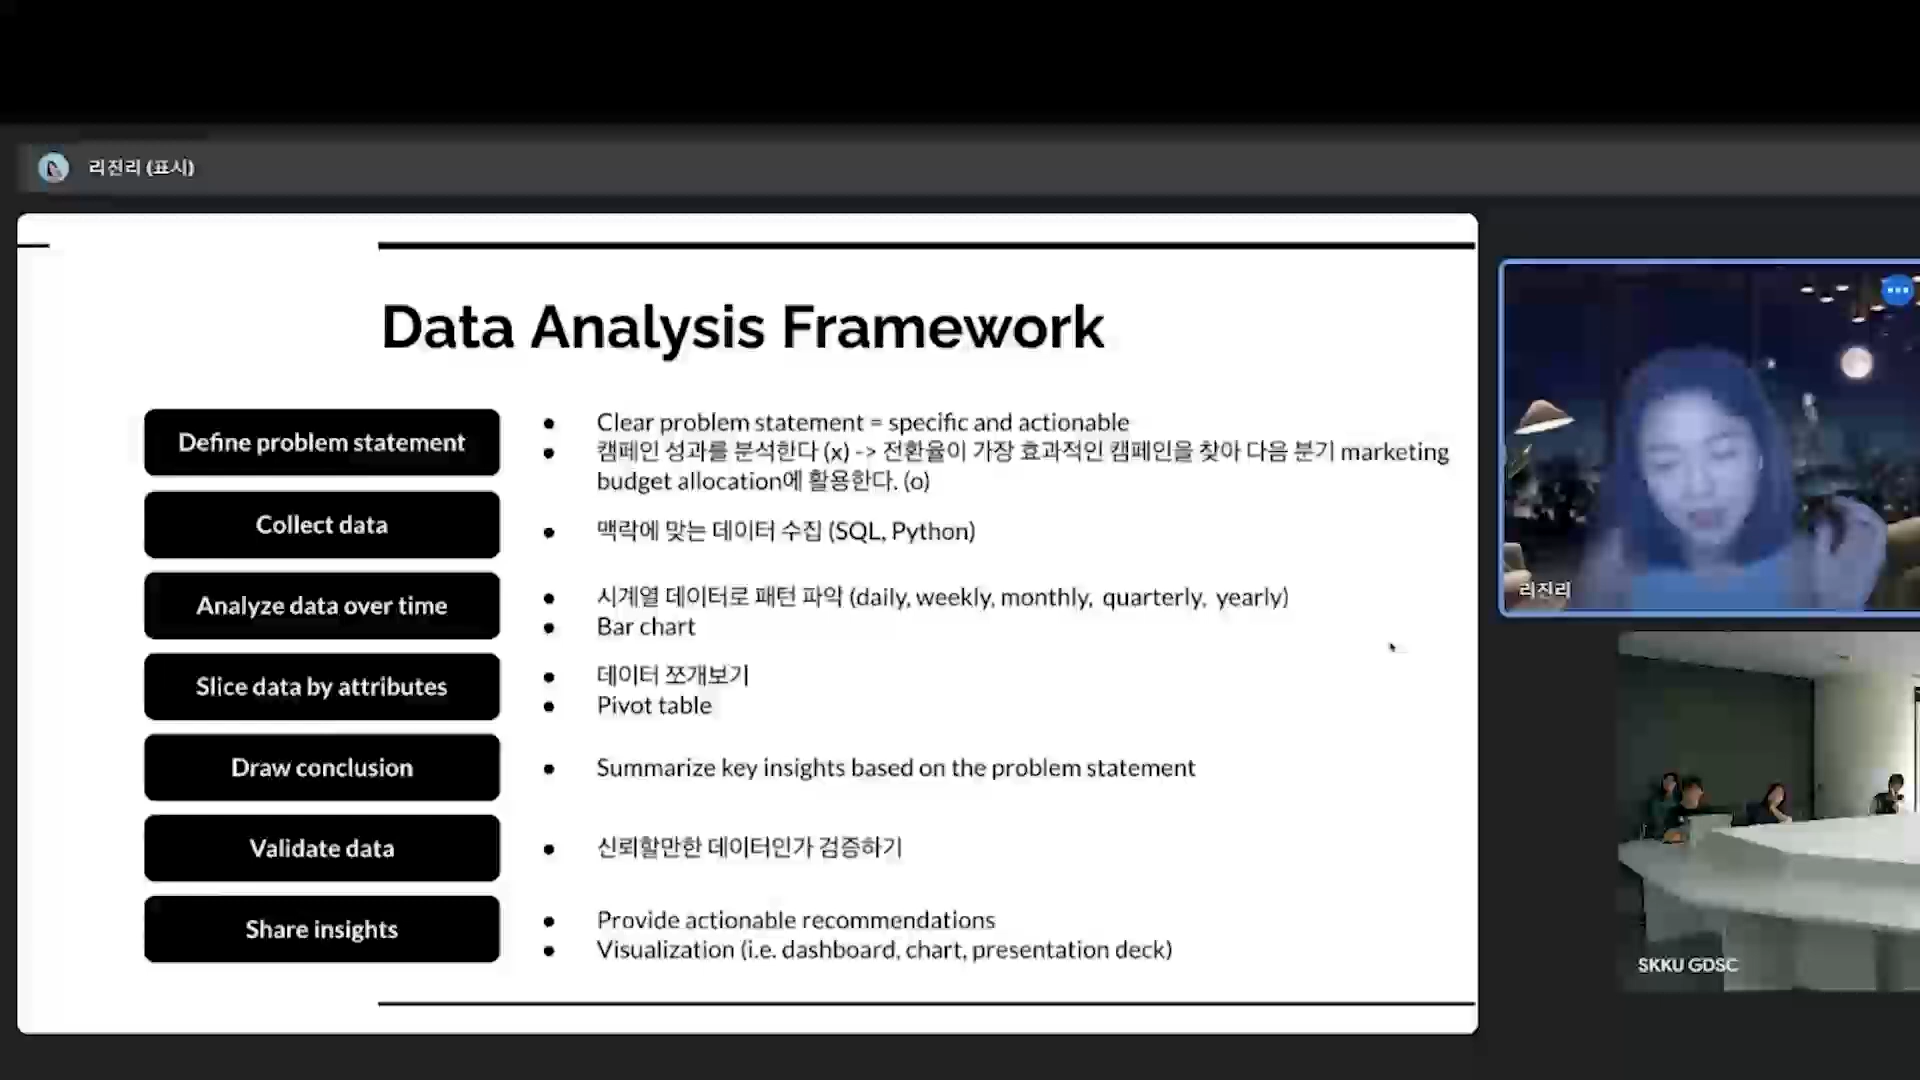 리진리 (표시)
Data Analysis Framework
Define problem statement
Clear problem statement = specific and actionable
캠페인 성과를 분석한다 (x) -> 전환율이 가장 효과적인 캠페인을 찾아 다음 분기 marketing
budget allocation에 활용한다. (o)
Collect data
맥락에 맞는 데이터 수집 (SQL, Python)
Analyze data over time
시계열 데이터로 패턴 파악 (daily, weekly, monthly, quarterly, yearly)
Bar chart
Slice data by attributes
데이터 쪼개보기
Pivot table
Draw conclusion
Summarize key insights based on the problem statement
Validate data
신뢰할만한 데이터인가 검증하기
Share insights
Provide actionable recommendations
Visualization (i.e. dashboard, chart, presentation deck)
리진리
SKKU GDSC